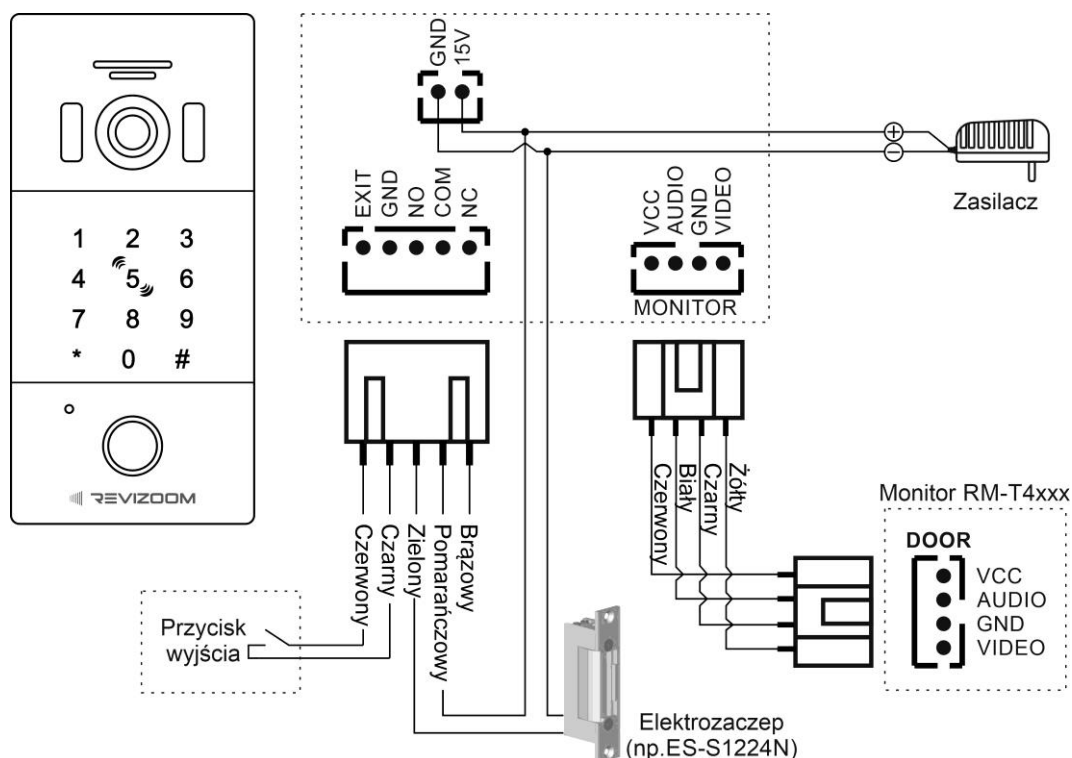 GND
15V
+
−
Zasilacz
EXIT
GND
NO
COM
NC
VCC
AUDIO
GND
VIDEO
MONITOR
1 2 3
4 5 6
7 8 9
* 0 #
REVIZOOM
Czerwony
Czarny
Zielony
Pomarańczowy
Brązowy
Czerwony
Biały
Czarny
Żółty
Przycisk
wyjścia
Elektrozaczep
(np.ES-S1224N)
Monitor RM-T4xxx
DOOR
VCC
AUDIO
GND
VIDEO